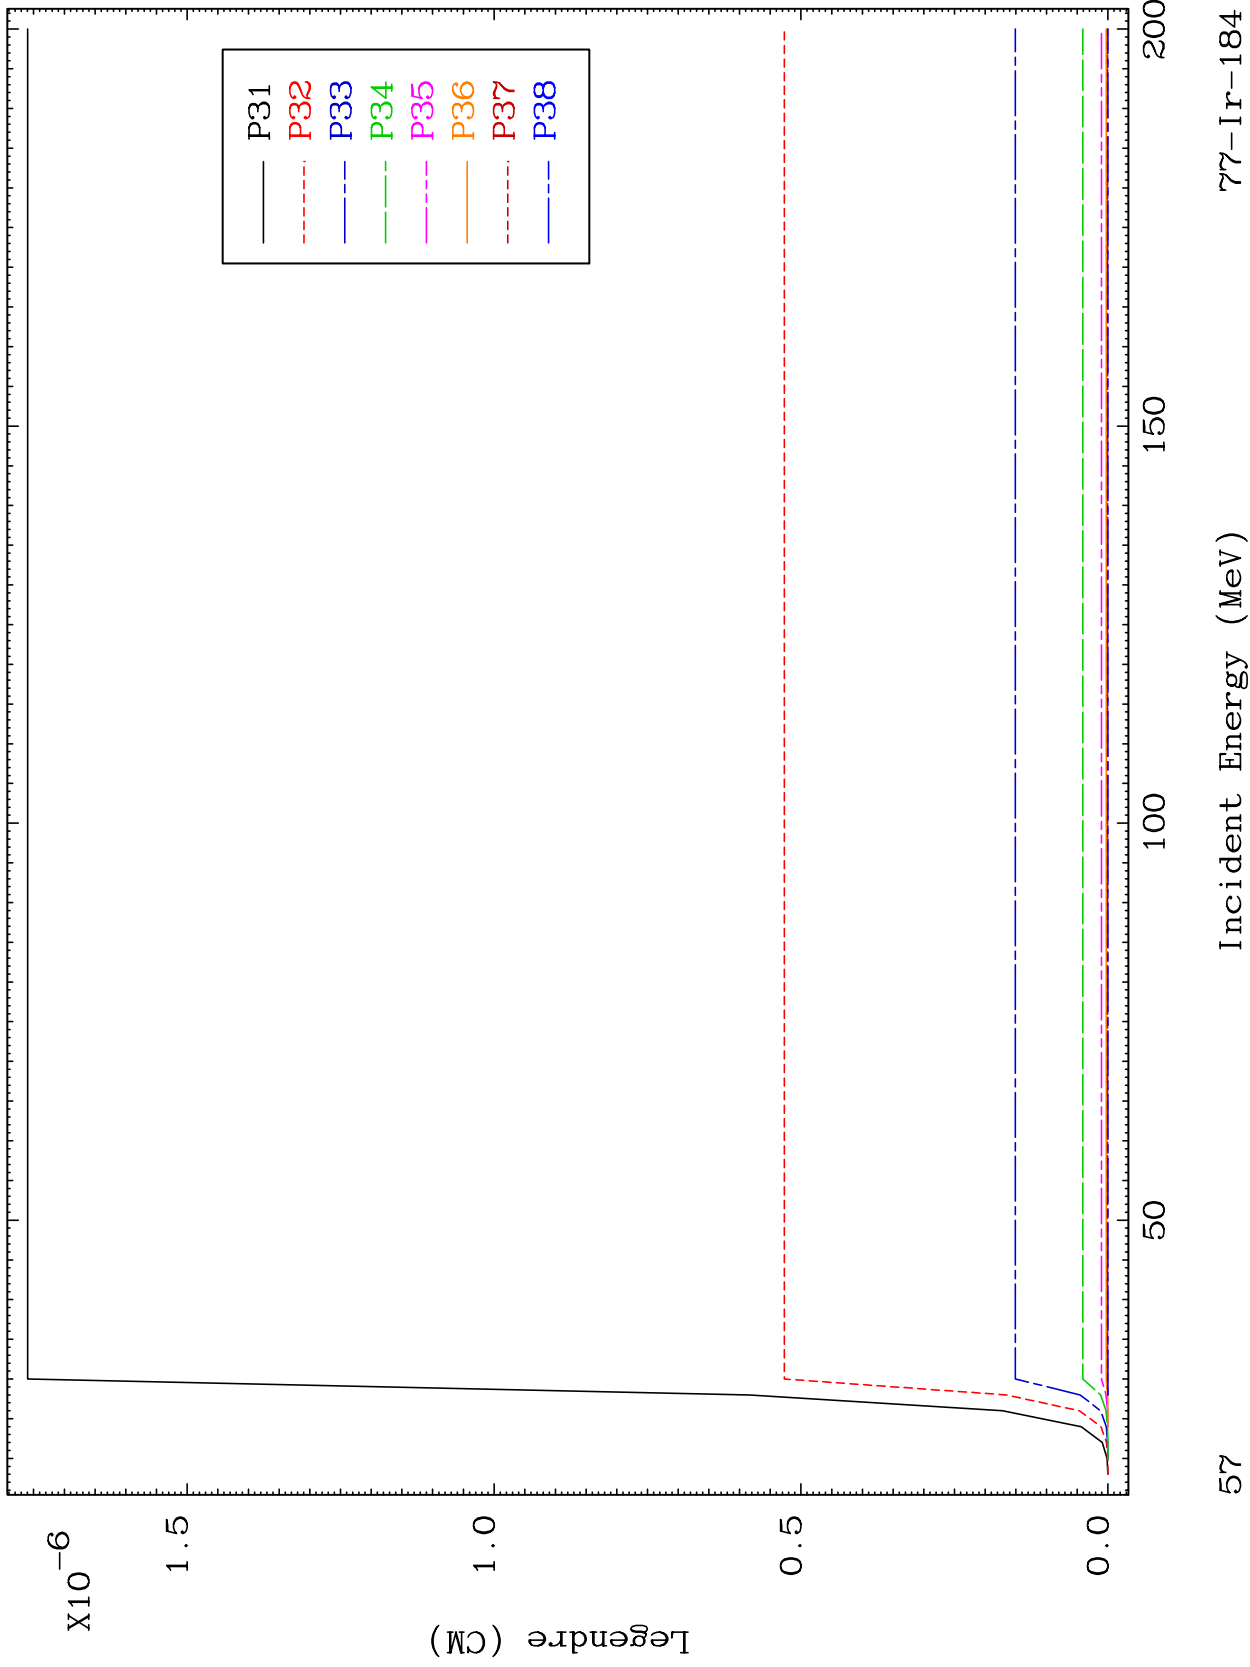 X10-6
1.5
1.0
0.5
0.0
Legendre (CM)
P31
P32
P33
P34
P35
P36
P37
P38
50
100
150
200
57
Incident Energy (MeV)
77-Ir-184